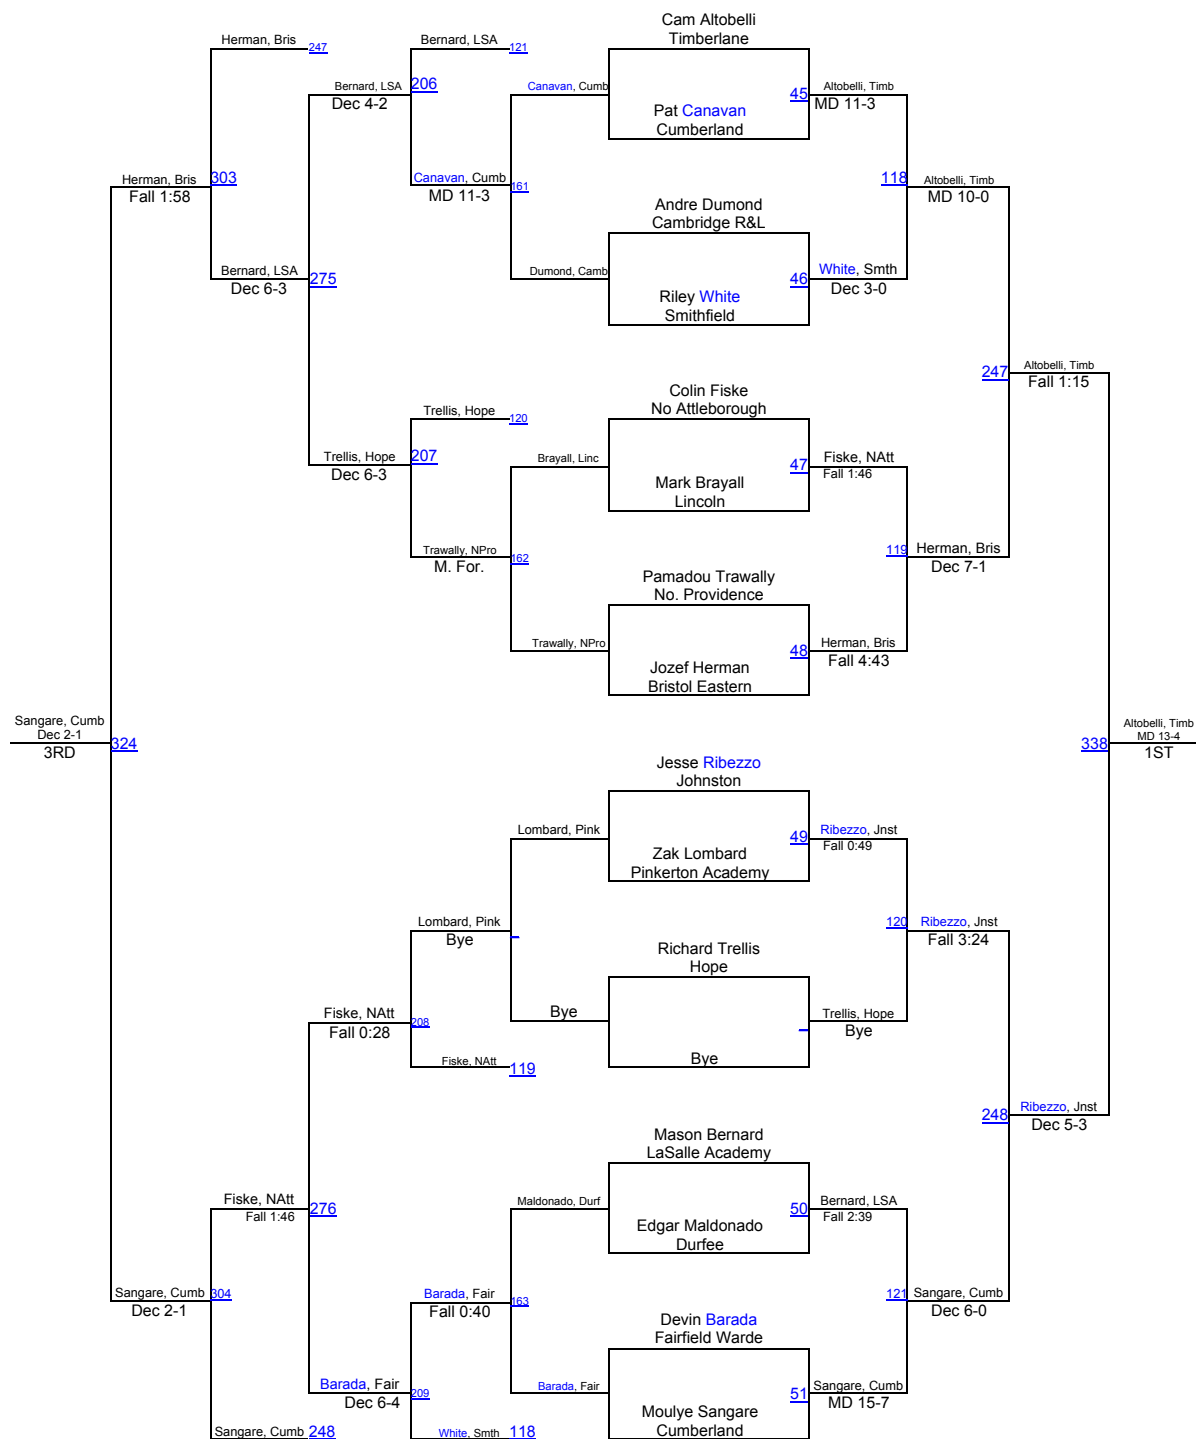 Cam Altobelli
Timberlane
Herman, Bris
247
Bernard, LSA
121
Bernard, LSA
206
Dec 4-2
Canavan, Cumb
45
Altobelli, Timb
MD 11-3
Pat Canavan
Cumberland
Herman, Bris
303
Fall 1:58
Canavan, Cumb
161
MD 11-3
118
Altobelli, Timb
MD 10-0
Andre Dumond
Cambridge R&L
Bernard, LSA
275
Dec 6-3
Dumond, Camb
46
White, Smth
Dec 3-0
Riley White
Smithfield
247
Altobelli, Timb
Fall 1:15
Colin Fiske
No Attleborough
Trellis, Hope
120
Trellis, Hope
207
Dec 6-3
Brayall, Linc
47
Fiske, NAtt
Fall 1:46
Mark Brayall
Lincoln
Trawally, NPro
162
M. For.
119
Herman, Bris
Dec 7-1
Pamadou Trawally
No. Providence
Trawally, NPro
48
Herman, Bris
Fall 4:43
Jozef Herman
Bristol Eastern
Sangare, Cumb
Dec 2-1
324
3RD
338
Altobelli, Timb
MD 13-4
1ST
Jesse Ribezzo
Johnston
Lombard, Pink
49
Ribezzo, Jnst
Fall 0:49
Zak Lombard
Pinkerton Academy
Lombard, Pink
Bye
120
Ribezzo, Jnst
Fall 3:24
Richard Trellis
Hope
Fiske, NAtt
208
Fall 0:28
Bye
Trellis, Hope
Bye
Fiske, NAtt
119
Bye
248
Ribezzo, Jnst
Dec 5-3
Mason Bernard
LaSalle Academy
Fiske, NAtt
276
Fall 1:46
Maldonado, Durf
50
Bernard, LSA
Fall 2:39
Edgar Maldonado
Durfee
Sangare, Cumb
304
Dec 2-1
Barada, Fair
163
Fall 0:40
121
Sangare, Cumb
Dec 6-0
Devin Barada
Fairfield Warde
Barada, Fair
209
Dec 6-4
Barada, Fair
51
Sangare, Cumb
MD 15-7
Moulye Sangare
Cumberland
Sangare, Cumb
248
White, Smth
118